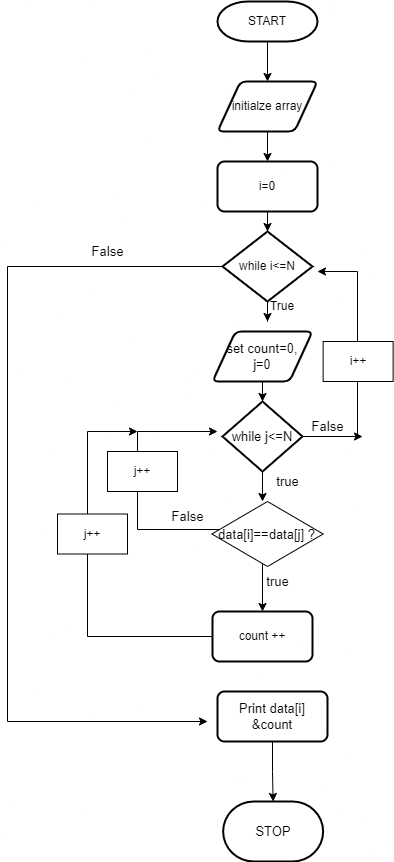 START
initialze array
i=0
while i<=N
False
True
set count=0,
j=0
i++
while j<=N
False
true
j++
False
data[i]==data[j] ?
j++
true
count ++
Print data[i]
&count
STOP